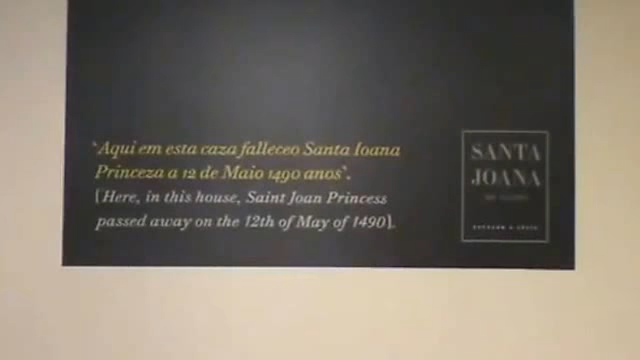 "Aqui em esta caza falleceo Santa Ioana
Princeza a 12 de Maio 1490 anos".
[Here, in this house, Saint Joan Princess
passed away on the 12th of May of 1490].
SANTA
JOANA